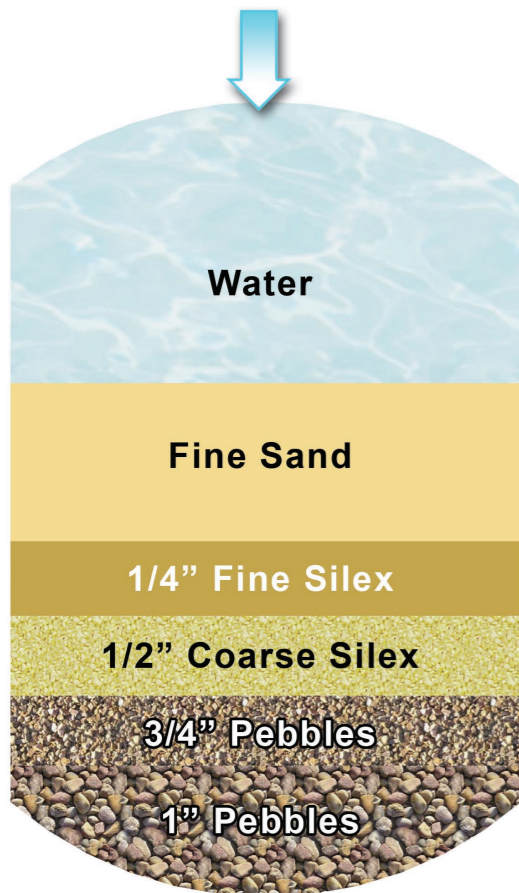 Water
Fine Sand
1/4” Fine Silex
1/2” Coarse Silex
3/4” Pebbles
1” Pebbles